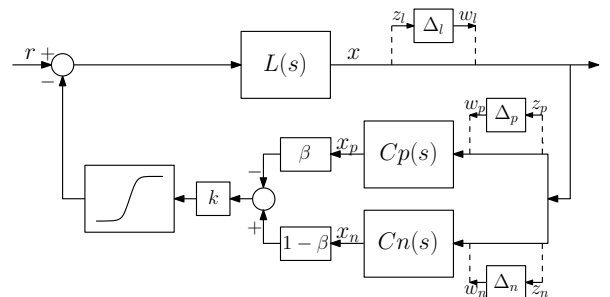 z_l Δ_l w_l
r + − L(s) x
w_p Δ_p z_p
β x_p Cp(s)
−
k
+
1 − β x_n Cn(s)
w_n Δ_n z_n